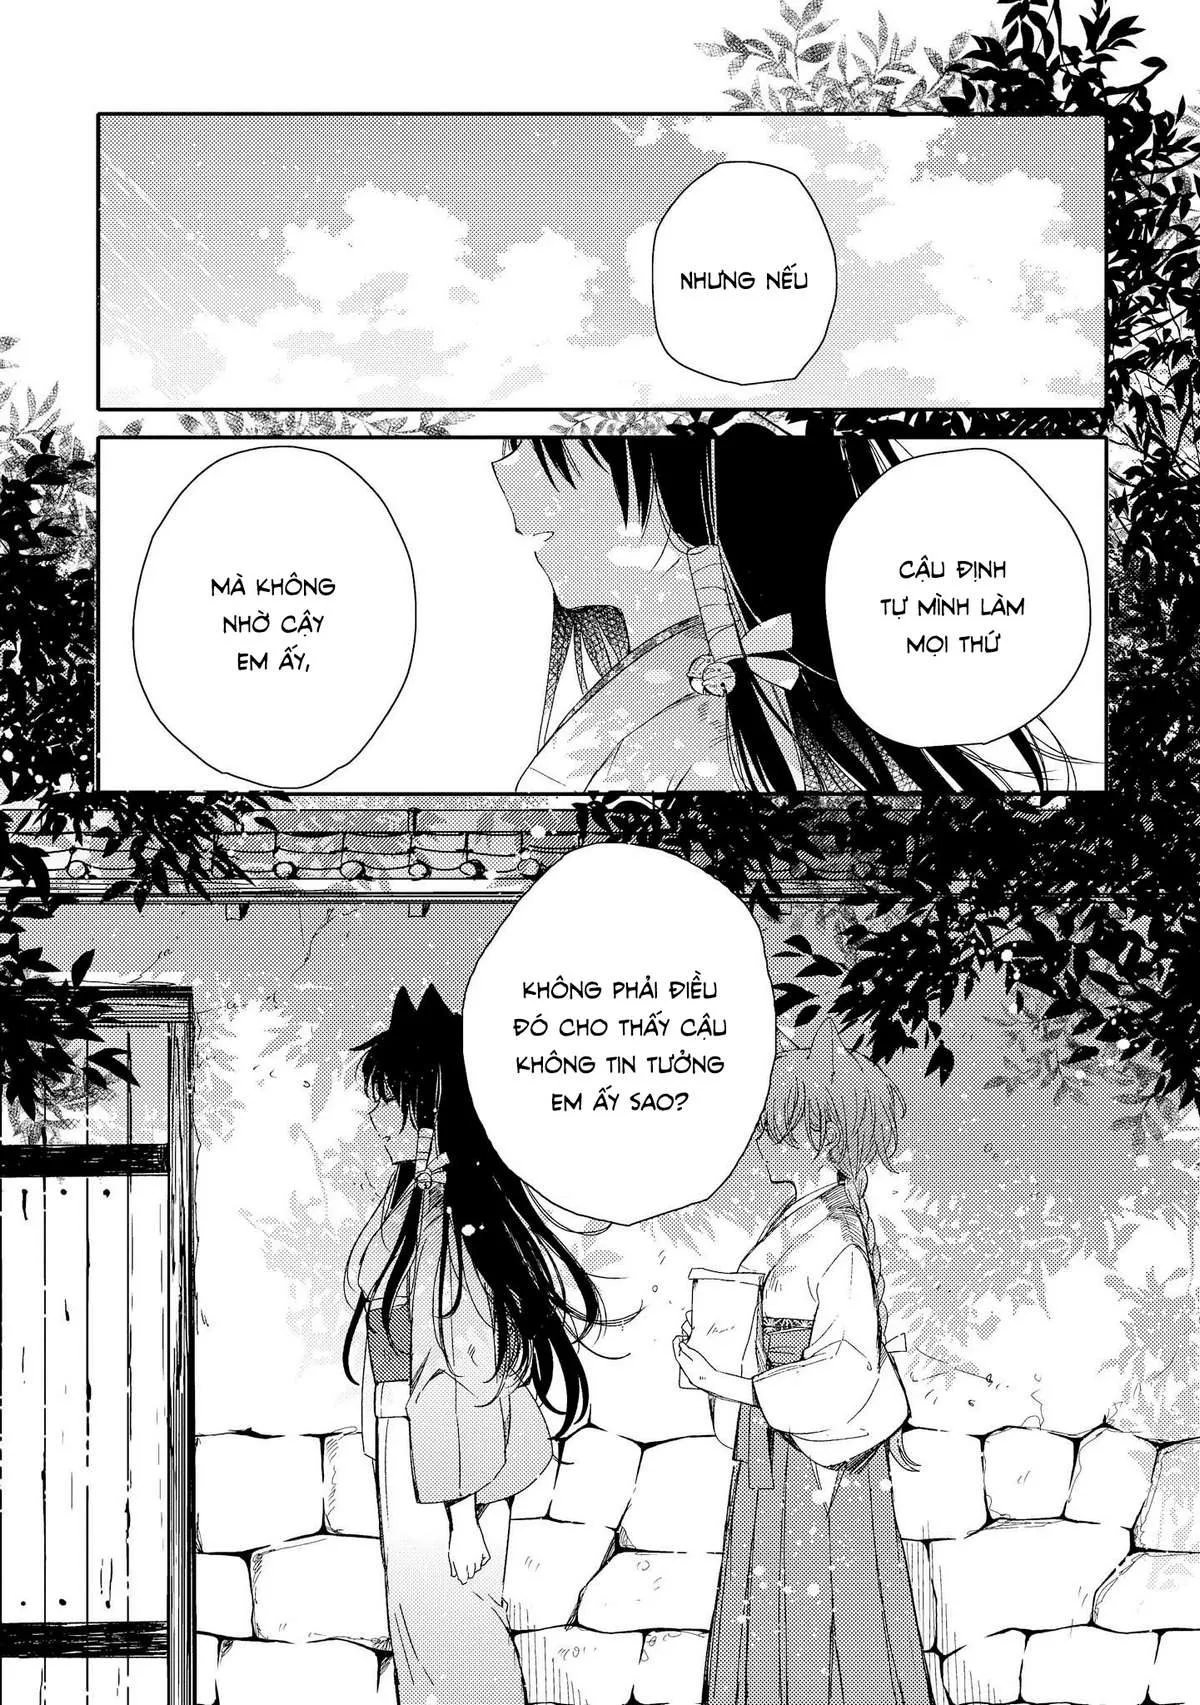 NHƯNG NẾU
CẬU ĐỊNH
TỰ MÌNH LÀM
MỌI THỨ
MÀ KHÔNG
NHỜ CẬY
EM ẤY,
KHÔNG PHẢI ĐIỀU
ĐÓ CHO THẤY CẬU
KHÔNG TIN TƯỞNG
EM ẤY SAO?